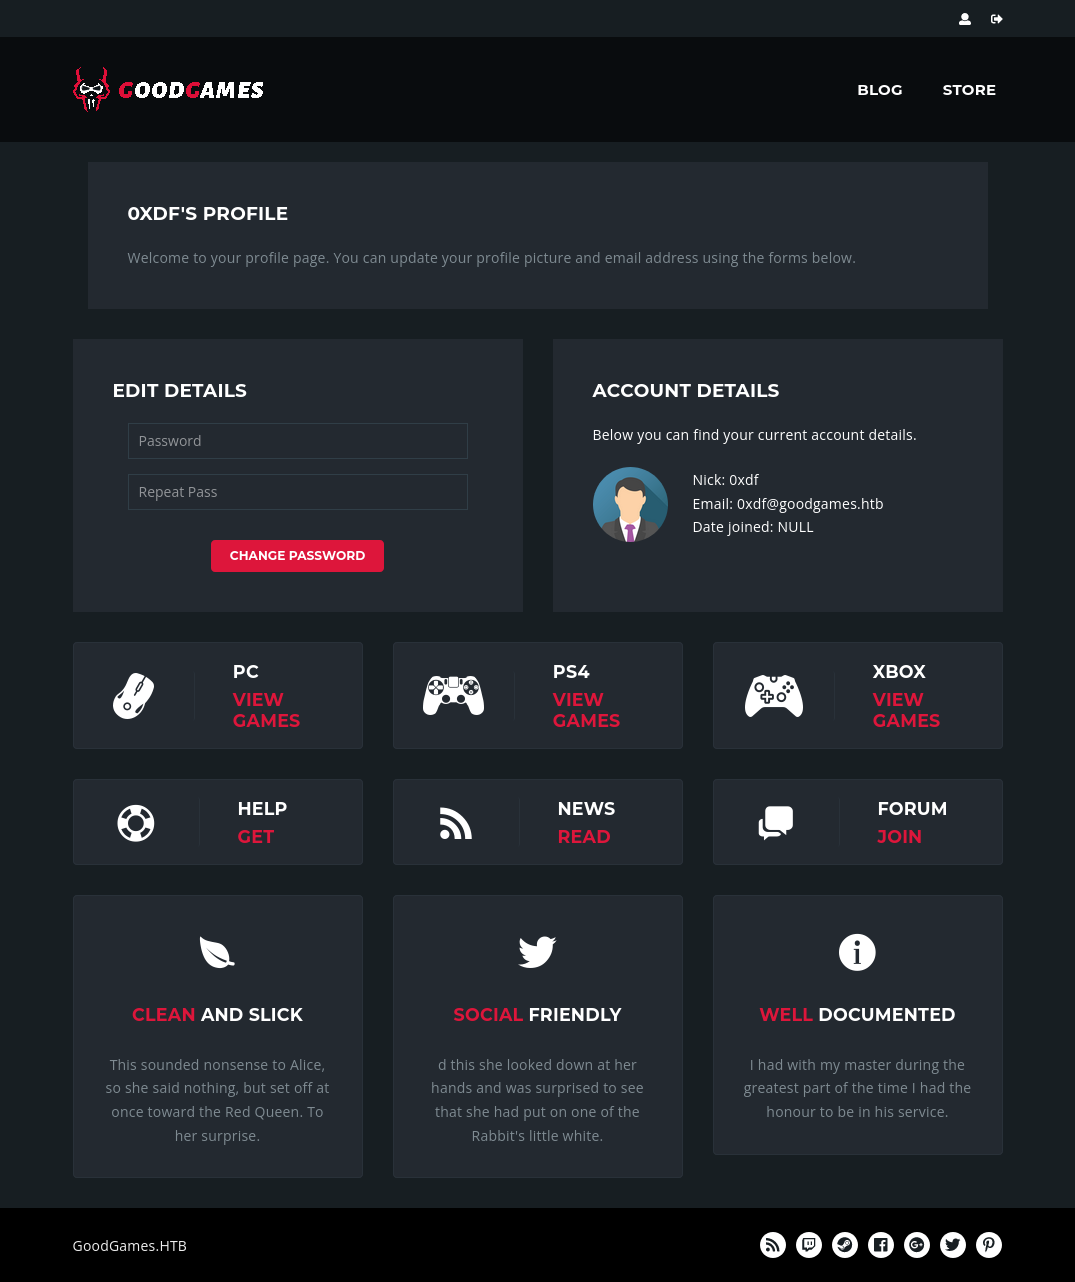 GOODGAMES
BLOG STORE
0XDF'S PROFILE
Welcome to your profile page. You can update your profile picture and email address using the forms below.
EDIT DETAILS
Password
Repeat Pass
CHANGE PASSWORD
ACCOUNT DETAILS
Below you can find your current account details.
Nick: 0xdf
Email: 0xdf@goodgames.htb
Date joined: NULL
PC
VIEW
GAMES
PS4
VIEW
GAMES
XBOX
VIEW
GAMES
HELP
GET
NEWS
READ
FORUM
JOIN
CLEAN AND SLICK
This sounded nonsense to Alice,
so she said nothing, but set off at
once toward the Red Queen. To
her surprise.
SOCIAL FRIENDLY
d this she looked down at her
hands and was surprised to see
that she had put on one of the
Rabbit's little white.
WELL DOCUMENTED
I had with my master during the
greatest part of the time I had the
honour to be in his service.
GoodGames.HTB